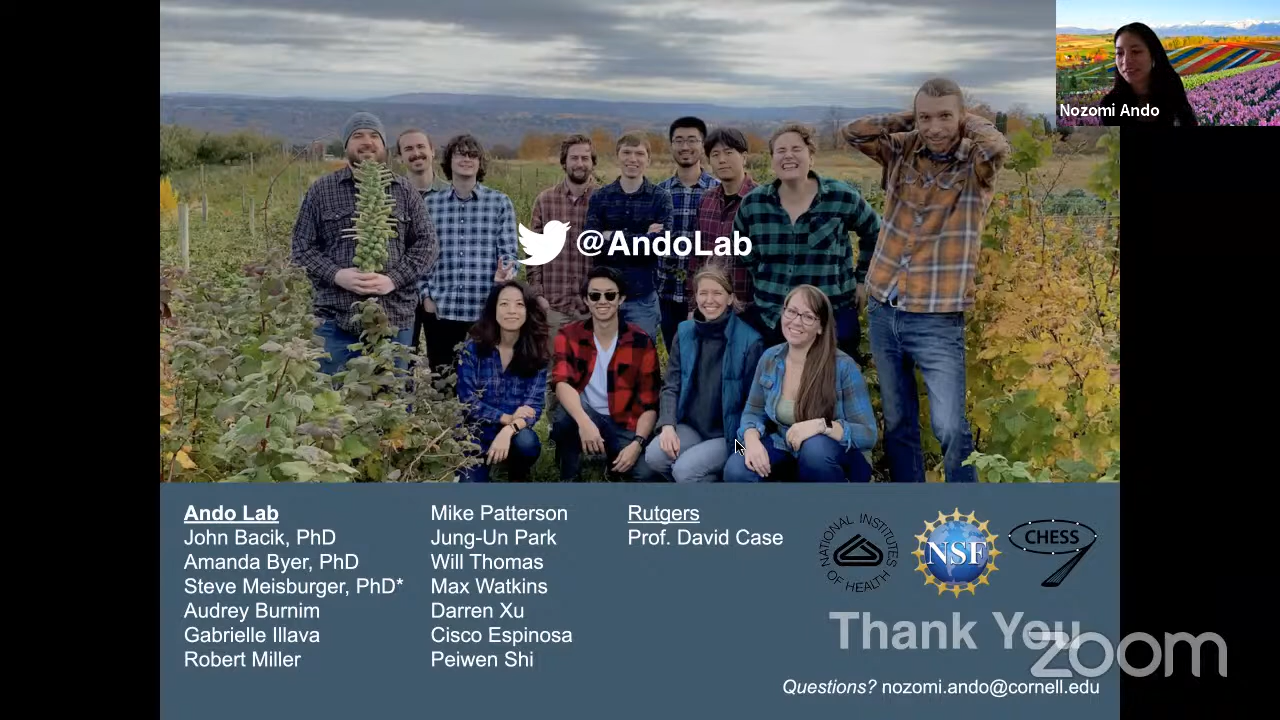 Nozomi Ando
@AndoLab
Ando Lab
John Bacik, PhD
Amanda Byer, PhD
Steve Meisburger, PhD*
Audrey Burnim
Gabrielle Illava
Robert Miller
Mike Patterson
Jung-Un Park
Will Thomas
Max Watkins
Darren Xu
Cisco Espinosa
Peiwen Shi
Rutgers
Prof. David Case
NATIONAL INSTITUTES
OF HEALTH
NSF
CHESS
Thank You
zoom
Questions? nozomi.ando@cornell.edu